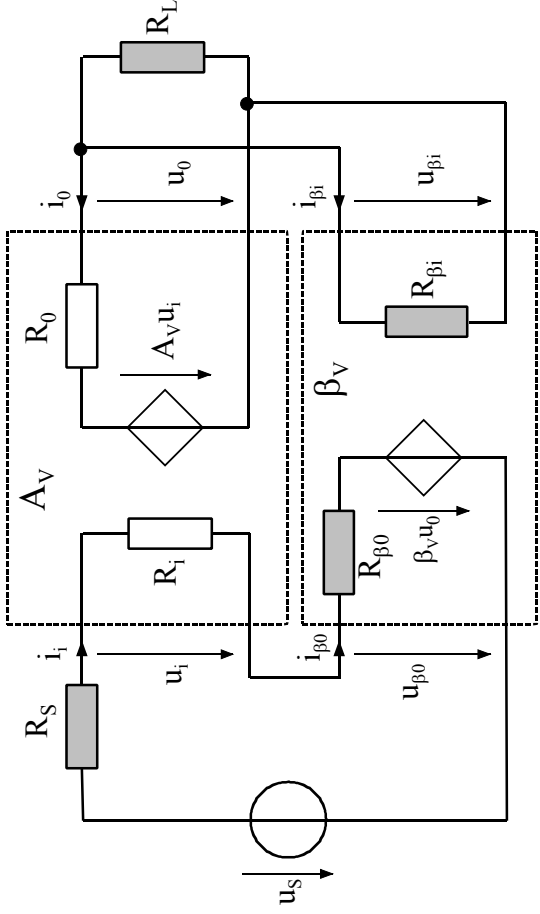 R_S
A_V
R_0
i_i
i_0
R_L
R_i
A_V u_i
u_i
u_0
u_S
i_β0
i_βi
β_V
R_β0
u_β0
β_V u_0
R_βi
u_βi